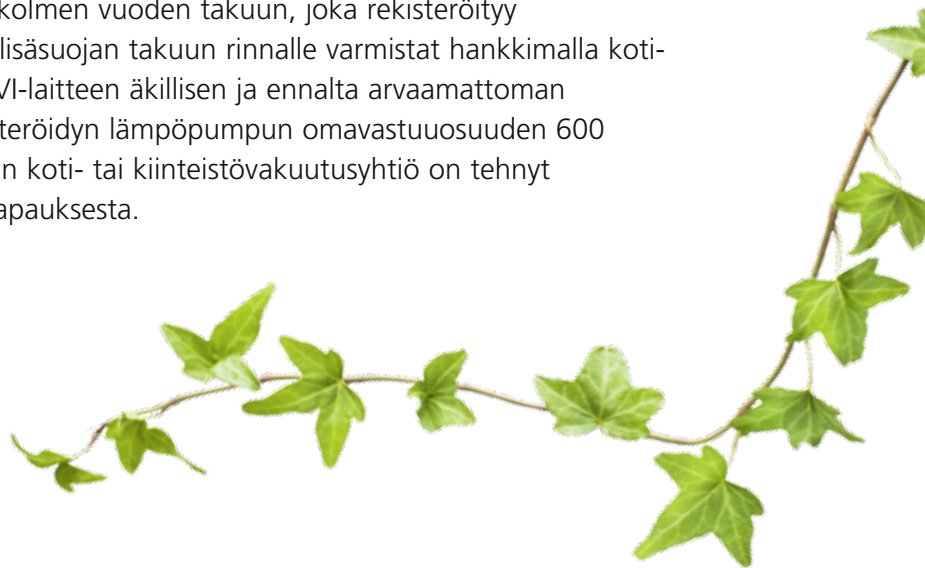 kolmen vuoden takuun, joka rekisteröityy
lisäsuojan takuun rinnalle varmistat hankkimalla koti-
VI-laitteen äkillisen ja ennalta arvaamattoman
teröidyn lämpöpumpun omavastuuosuuden 600
n koti- tai kiinteistövakuutusyhtiö on tehnyt
apauksesta.